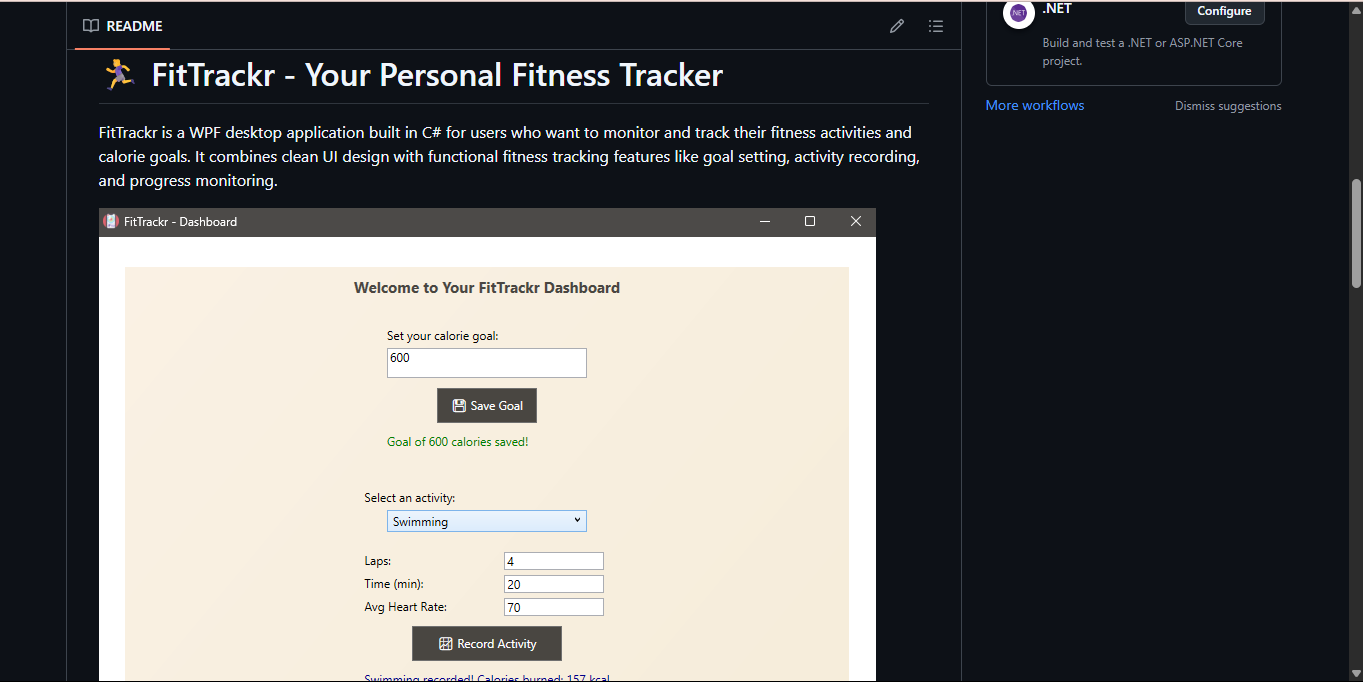 README
FitTrackr - Your Personal Fitness Tracker
FitTrackr is a WPF desktop application built in C# for users who want to monitor and track their fitness activities and
calorie goals. It combines clean UI design with functional fitness tracking features like goal setting, activity recording,
and progress monitoring.
FitTrackr - Dashboard
Welcome to Your FitTrackr Dashboard
Set your calorie goal:
600
Save Goal
Goal of 600 calories saved!
Select an activity:
Swimming
Laps: 4
Time (min): 20
Avg Heart Rate: 70
Record Activity
Swimming recorded! Calories burned: 157 kcal
.NET
.NET
Configure
Build and test a .NET or ASP.NET Core
project.
More workflows
Dismiss suggestions